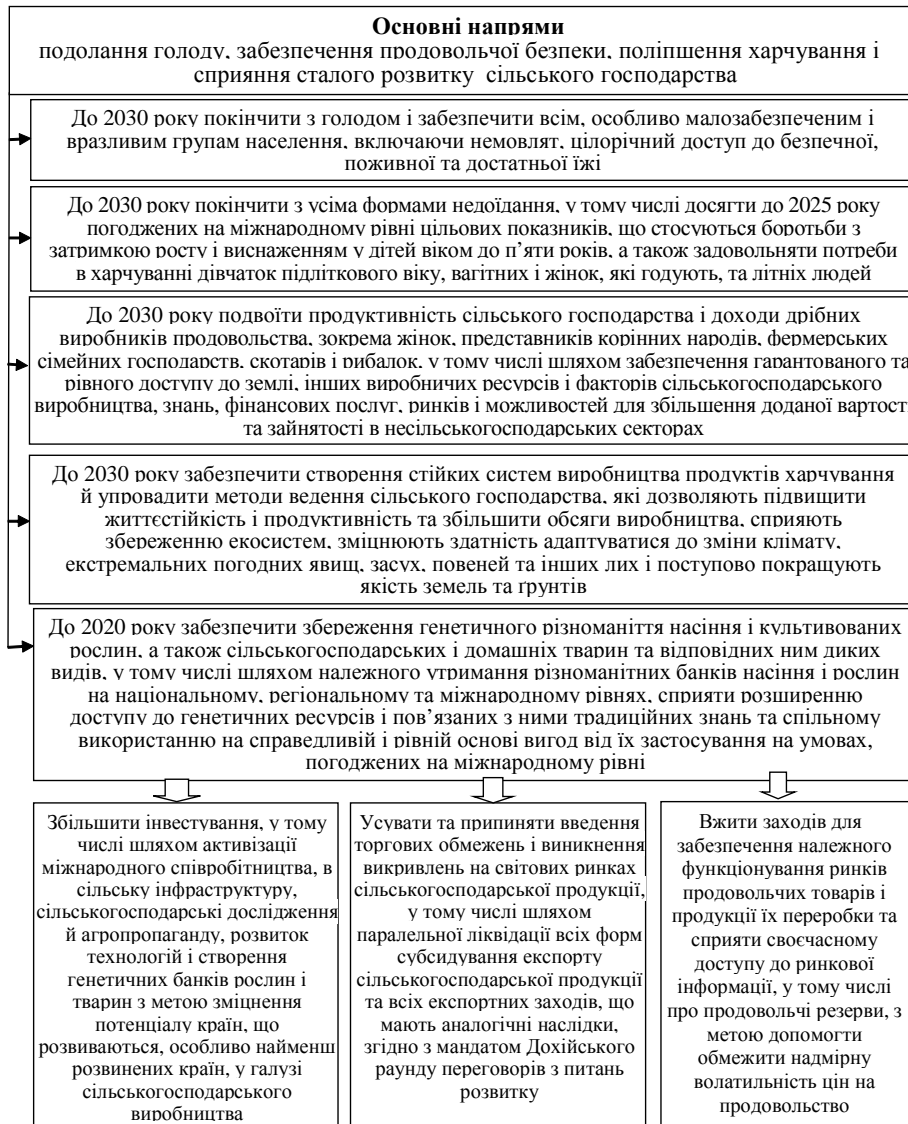 Основні напрями
подолання голоду, забезпечення продовольчої безпеки, поліпшення харчування і
сприяння сталого розвитку сільського господарства
До 2030 року покінчити з голодом і забезпечити всім, особливо малозабезпеченим і
вразливим групам населення, включаючи немовлят, цілорічний доступ до безпечної,
поживної та достатньої їжі
До 2030 року покінчити з усіма формами недоїдання, у тому числі досягти до 2025 року
погоджених на міжнародному рівні цільових показників, що стосуються боротьби з
затримкою росту і виснаженням у дітей віком до п’яти років, а також задовольняти потреби
в харчуванні дівчаток підліткового віку, вагітних і жінок, які годують, та літніх людей
До 2030 року подвоїти продуктивність сільського господарства і доходи дрібних
виробників продовольства, зокрема жінок, представників корінних народів, фермерських
сімейних господарств, скотарів і рибалок, у тому числі шляхом забезпечення гарантованого та
рівного доступу до землі, інших виробничих ресурсів і факторів сільськогосподарського
виробництва, знань, фінансових послуг, ринків і можливостей для збільшення доданої вартост
та зайнятості в несільськогосподарських секторах
До 2030 року забезпечити створення стійких систем виробництва продуктів харчування
й упровадити методи ведення сільського господарства, які дозволяють підвищити
життєстійкість і продуктивність та збільшити обсяги виробництва, сприяють
збереженню екосистем, зміцнюють здатність адаптуватися до зміни клімату,
екстремальних погодних явищ, засух, повеней та інших лих і поступово покращують
якість земель та ґрунтів
До 2020 року забезпечити збереження генетичного різноманіття насіння і культивованих
рослин, а також сільськогосподарських і домашніх тварин та відповідних ним диких
видів, у тому числі шляхом належного утримання різноманітних банків насіння і рослин
на національному, регіональному та міжнародному рівнях, сприяти розширенню
доступу до генетичних ресурсів і пов’язаних з ними традиційних знань та спільному
використанню на справедливій і рівній основі вигод від їх застосування на умовах,
погоджених на міжнародному рівні
Збільшити інвестування, у тому
числі шляхом активізації
міжнародного співробітництва, в
сільську інфраструктуру,
сільськогосподарські дослідження
й агропропаганду, розвиток
технологій і створення
генетичних банків рослин і
тварин з метою зміцнення
потенціалу країн, що
розвиваються, особливо найменш
розвинених країн, у галузі
сільськогосподарського
виробництва
Усувати та припиняти введення
торгових обмежень і виникнення
викривлень на світових ринках
сільськогосподарської продукції,
у тому числі шляхом
паралельної ліквідації всіх форм
субсидування експорту
сільськогосподарської продукції
та всіх експортних заходів, що
мають аналогічні наслідки,
згідно з мандатом Дохійського
раунду переговорів з питань
розвитку
Вжити заходів для
забезпечення належного
функціонування ринків
продовольчих товарів і
продукції їх переробки та
сприяти своєчасному
доступу до ринкової
інформації, у тому числі
про продовольчі резерви, з
метою допомогти
обмежити надмірну
волатильність цін на
продовольство